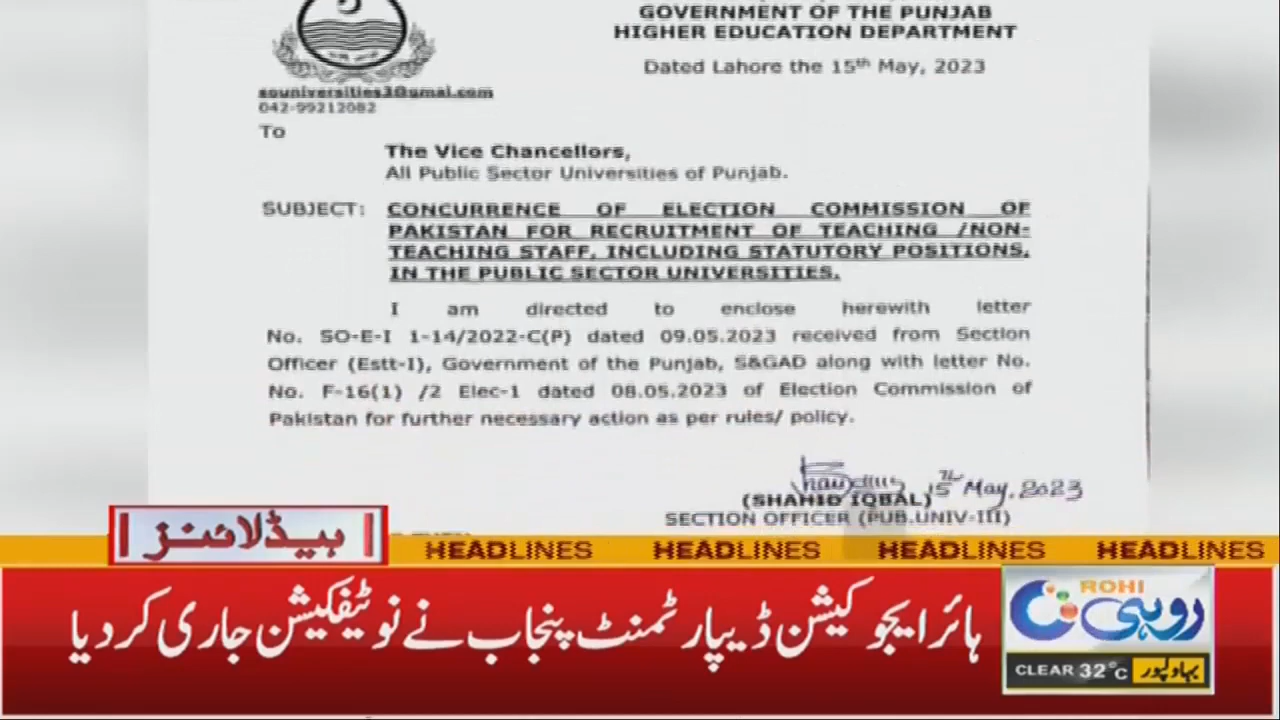 GOVERNMENT OF THE PUNJAB
HIGHER EDUCATION DEPARTMENT
Dated Lahore the 15th May, 2023
souniversities3@gmai.com
042-99212082
To
The Vice Chancellors,
All Public Sector Universities of Punjab.
SUBJECT: CONCURRENCE OF ELECTION COMMISSION OF
PAKISTAN FOR RECRUITMENT OF TEACHING /NON-
TEACHING STAFF, INCLUDING STATUTORY POSITIONS,
IN THE PUBLIC SECTOR UNIVERSITIES.
I am directed to enclose herewith letter
No. SO-E-I 1-14/2022-C(P) dated 09.05.2023 received from Section
Officer (Estt-I), Government of the Punjab, S&GAD along with letter No.
No. F-16(1) /2 Elec-1 dated 08.05.2023 of Election Commission of
Pakistan for further necessary action as per rules/ policy.
15th May, 2023
(SHAHID IQBAL)
SECTION OFFICER (PUB.UNIV-III)
ہیڈلائنز
HEADLINES HEADLINES HEADLINES HEADLINES
ہائر ایجوکیشن ڈیپارٹمنٹ پنجاب نے نوٹیفکیشن جاری کر دیا
ROHI
روہی
CLEAR 32°C بہاولپور